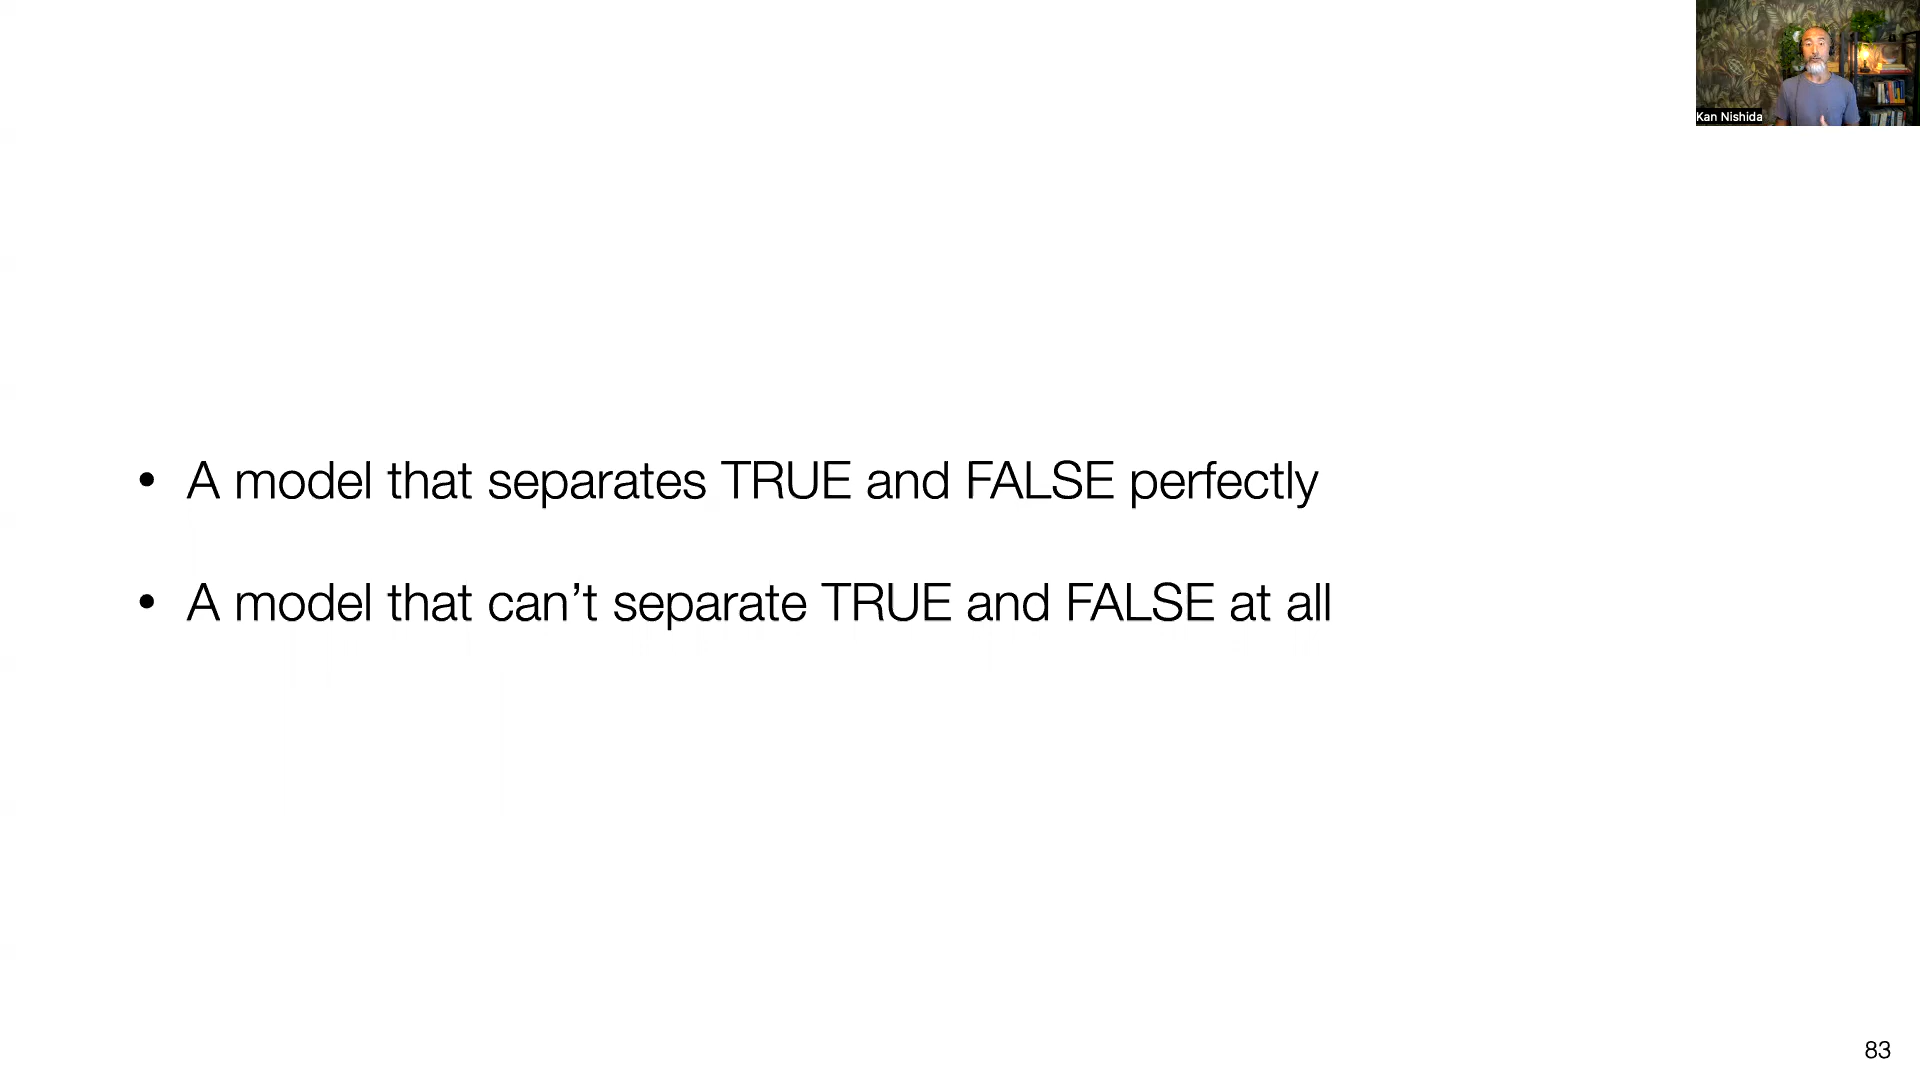 Kan Nishida
• A model that separates TRUE and FALSE perfectly
• A model that can’t separate TRUE and FALSE at all
83